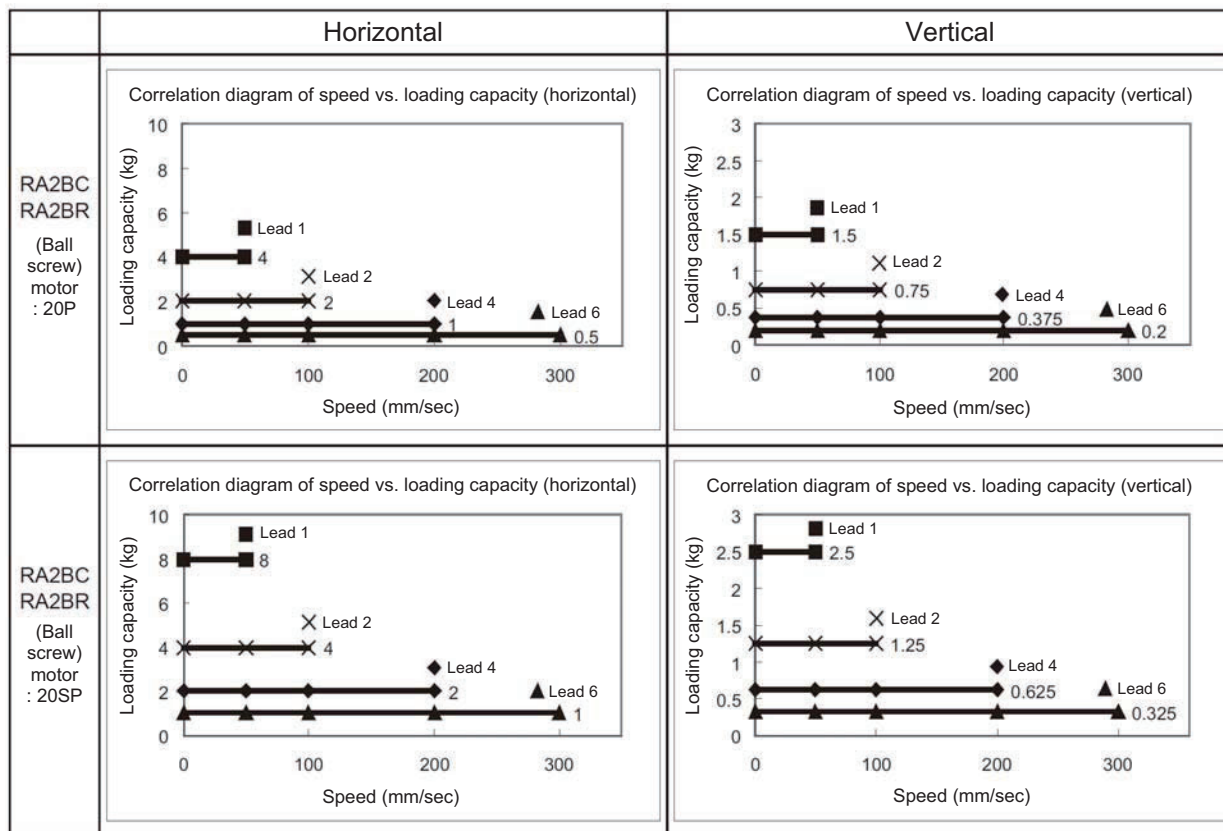 Horizontal
Vertical
RA2BC
RA2BR
(Ball
screw)
motor
: 20P
Correlation diagram of speed vs. loading capacity (horizontal)
Loading capacity (kg)
10
8
6
4
2
0
Lead 1
4
Lead 2
2
Lead 4
1
Lead 6
0.5
0 100 200 300
Speed (mm/sec)
Correlation diagram of speed vs. loading capacity (vertical)
Loading capacity (kg)
3
2.5
2
1.5
1
0.5
0
Lead 1
1.5
Lead 2
0.75
Lead 4
0.375
Lead 6
0.2
0 100 200 300
Speed (mm/sec)
RA2BC
RA2BR
(Ball
screw)
motor
: 20SP
Correlation diagram of speed vs. loading capacity (horizontal)
Loading capacity (kg)
10
8
6
4
2
0
Lead 1
8
Lead 2
4
Lead 4
2
Lead 6
1
0 100 200 300
Speed (mm/sec)
Correlation diagram of speed vs. loading capacity (vertical)
Loading capacity (kg)
3
2.5
2
1.5
1
0.5
0
Lead 1
2.5
Lead 2
1.25
Lead 4
0.625
Lead 6
0.325
0 100 200 300
Speed (mm/sec)